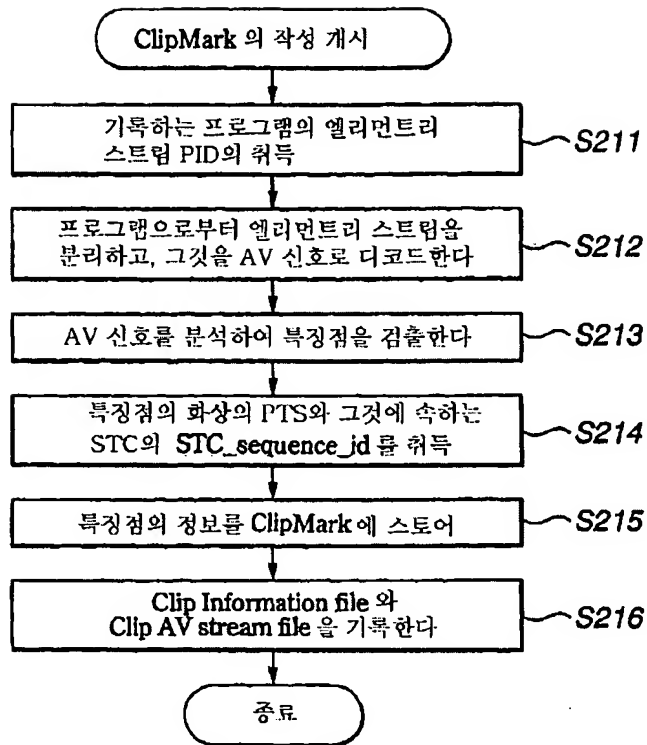 ClipMark 의 작성 개시
기록하는 프로그램의 엘리먼트리
스트림 PID의 취득
S211
프로그램으로부터 엘리먼트리 스트림을
분리하고, 그것을 AV 신호로 디코드한다
S212
AV 신호를 분석하여 특징점을 검출한다
S213
특징점의 화상의 PTS와 그것에 속하는
STC의 STC_sequence_id 를 취득
S214
특징점의 정보를 ClipMark 에 스토어
S215
Clip Information file 와
Clip AV stream file 을 기록한다
S216
종료